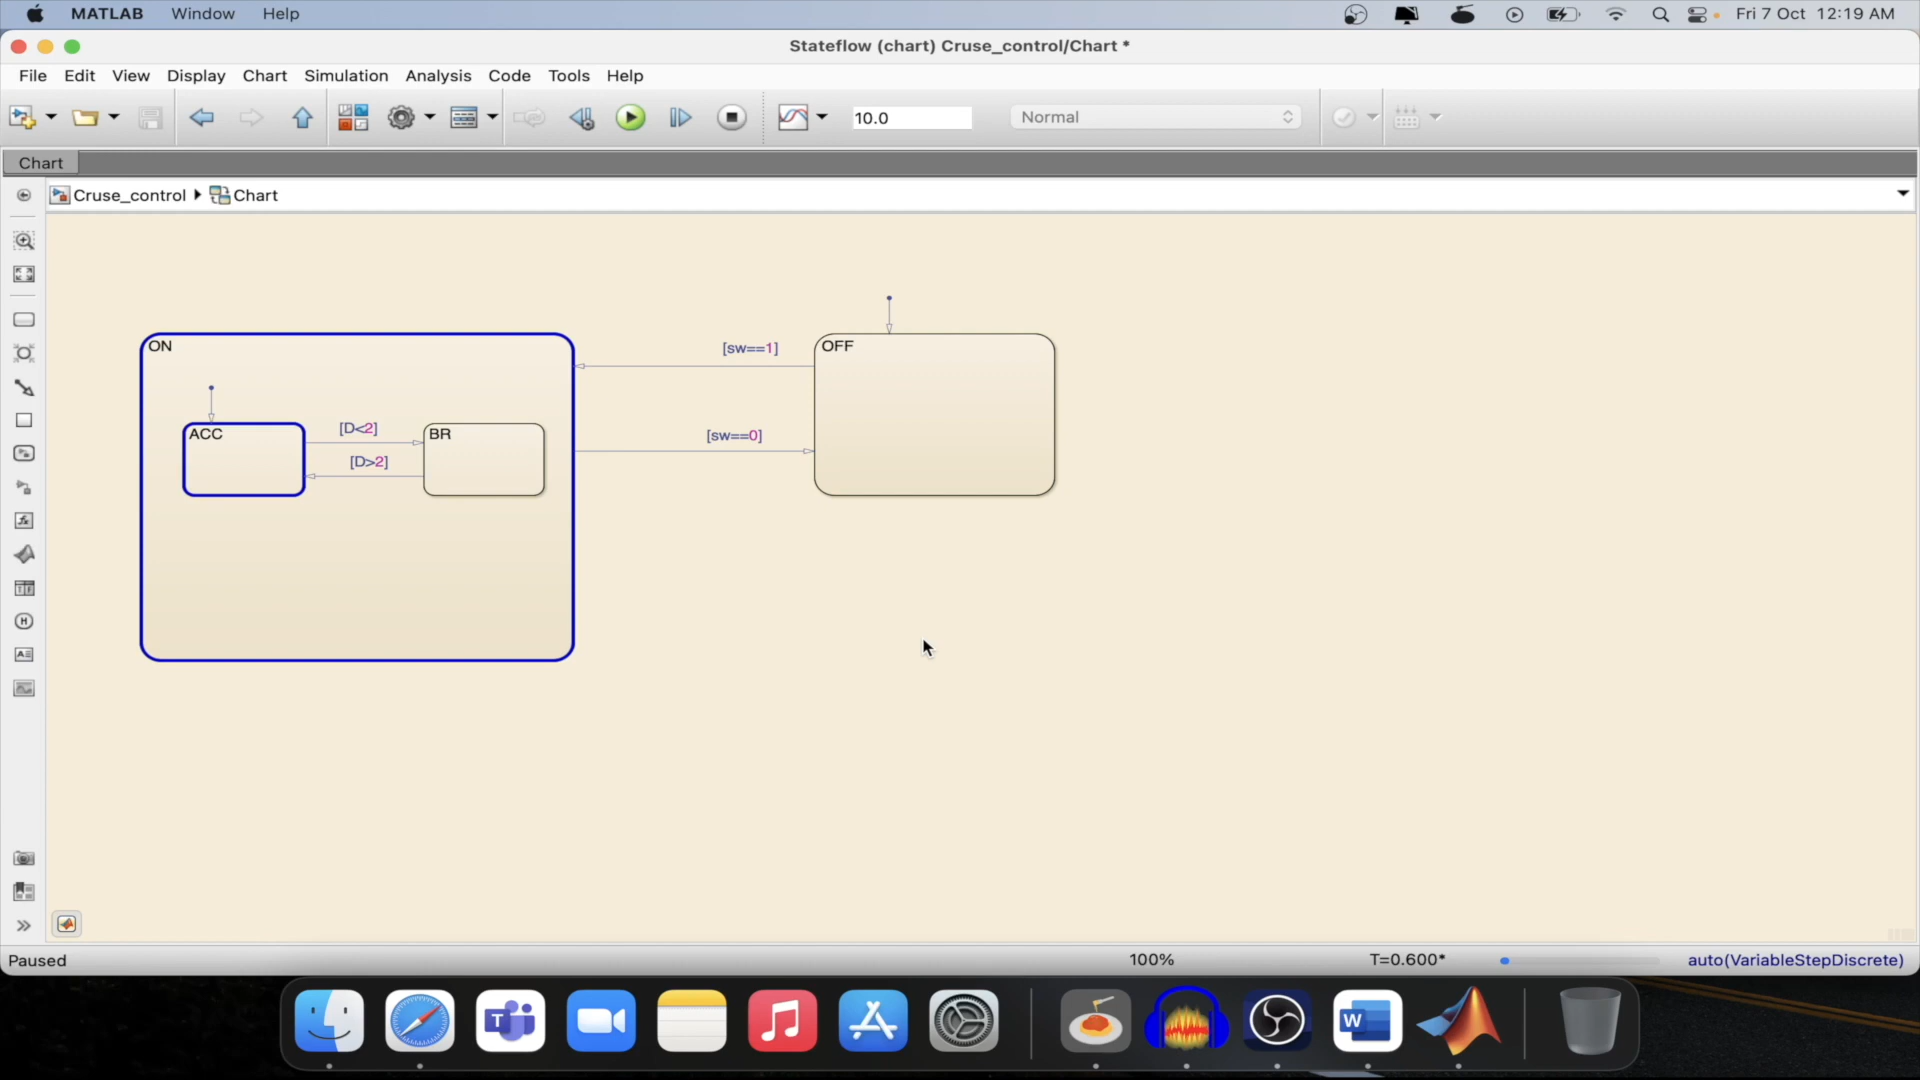 MATLAB Window Help Fri 7 Oct 12:19 AM
Stateflow (chart) Cruse_control/Chart *
File Edit View Display Chart Simulation Analysis Code Tools Help
10.0 Normal
Chart
Cruse_control Chart
ON
[sw==1]
OFF
ACC
[D<2]
BR
[sw==0]
[D>2]
Paused 100% T=0.600* auto(VariableStepDiscrete)